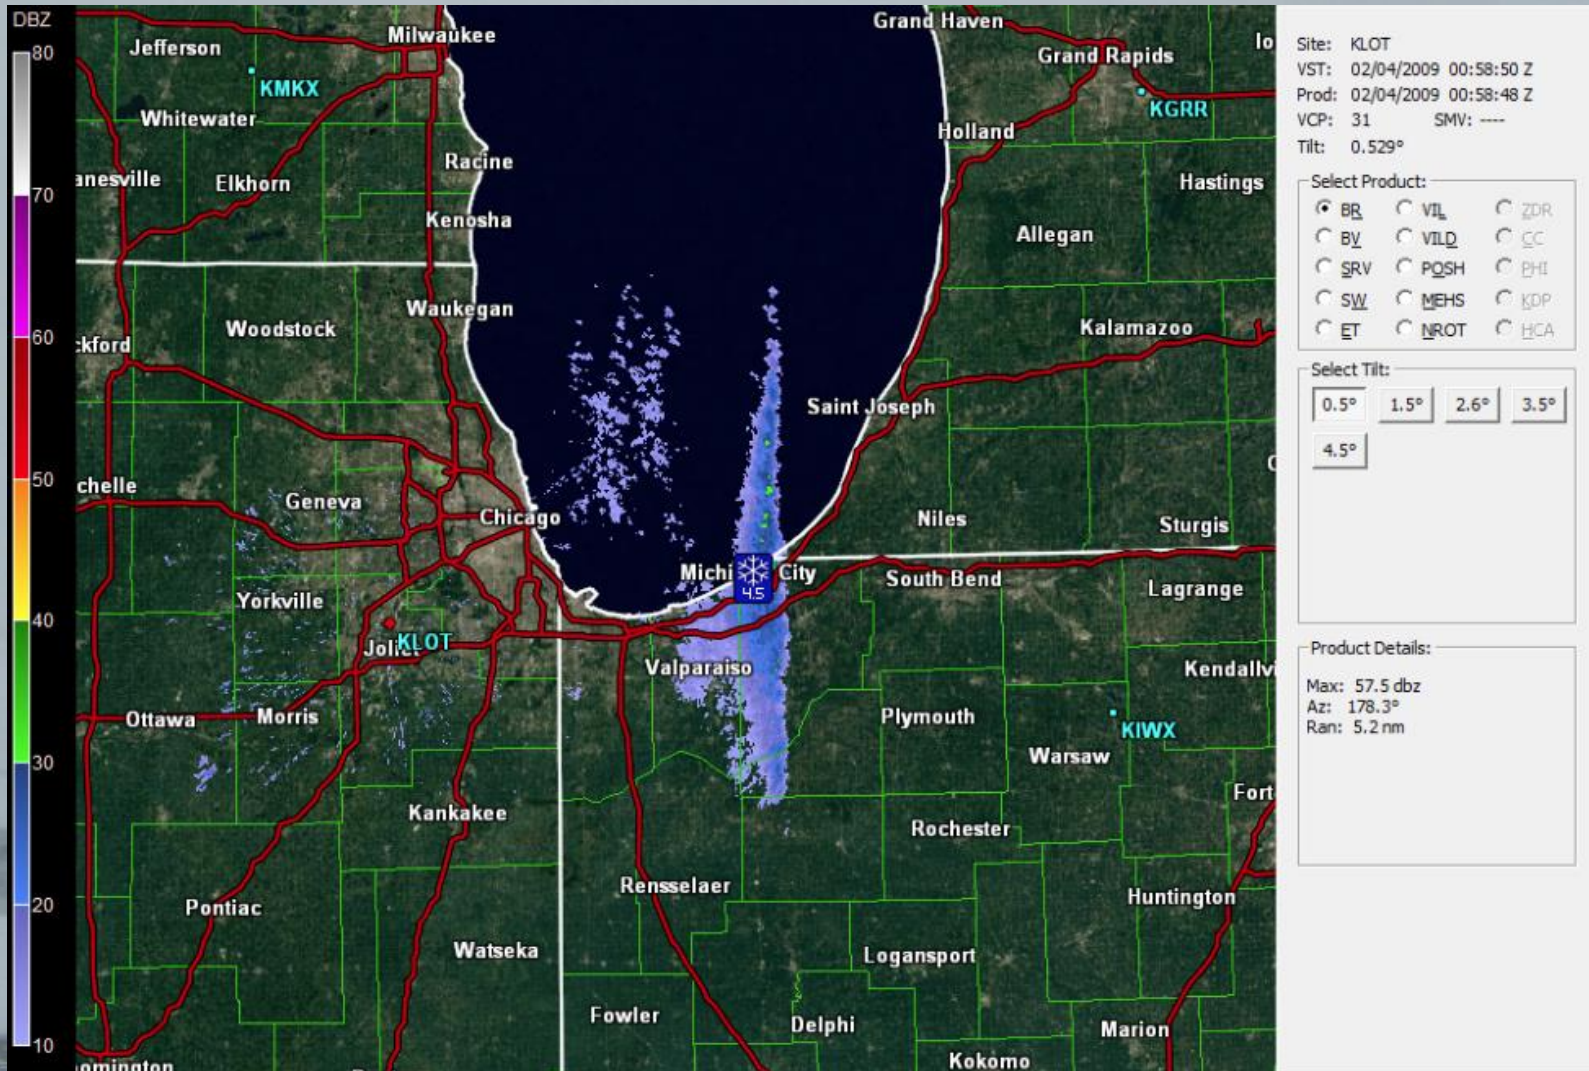 DBZ
80
70
60
50
40
30
20
10
Jefferson
Milwaukee
Grand Haven
Grand Rapids
Io
KMKX
KGRR
Whitewater
Holland
Racine
anesville
Elkhorn
Hastings
Kenosha
Allegan
Waukegan
Woodstock
Kalamazoo
ckford
Saint Joseph
chelle
Geneva
Chicago
Niles
Sturgis
Michi
City
4.5
South Bend
Lagrange
Yorkville
KLOT
Valparaiso
Kendallvi
Ottawa
Morris
Plymouth
KIWX
Warsaw
Fort
Kankakee
Rochester
Rensselaer
Huntington
Pontiac
Watseka
Logansport
Fowler
Delphi
Marion
Kokomo
omington
Site: KLOT
VST: 02/04/2009 00:58:50 Z
Prod: 02/04/2009 00:58:48 Z
VCP: 31 SMV: ----
Tilt: 0.529°
Select Product:
BR VIL ZDR
BV VILD CC
SRV POSH PHI
SW MEHS KDP
ET NROT HCA
Select Tilt:
0.5° 1.5° 2.6° 3.5°
4.5°
Product Details:
Max: 57.5 dbz
Az: 178.3°
Ran: 5.2 nm